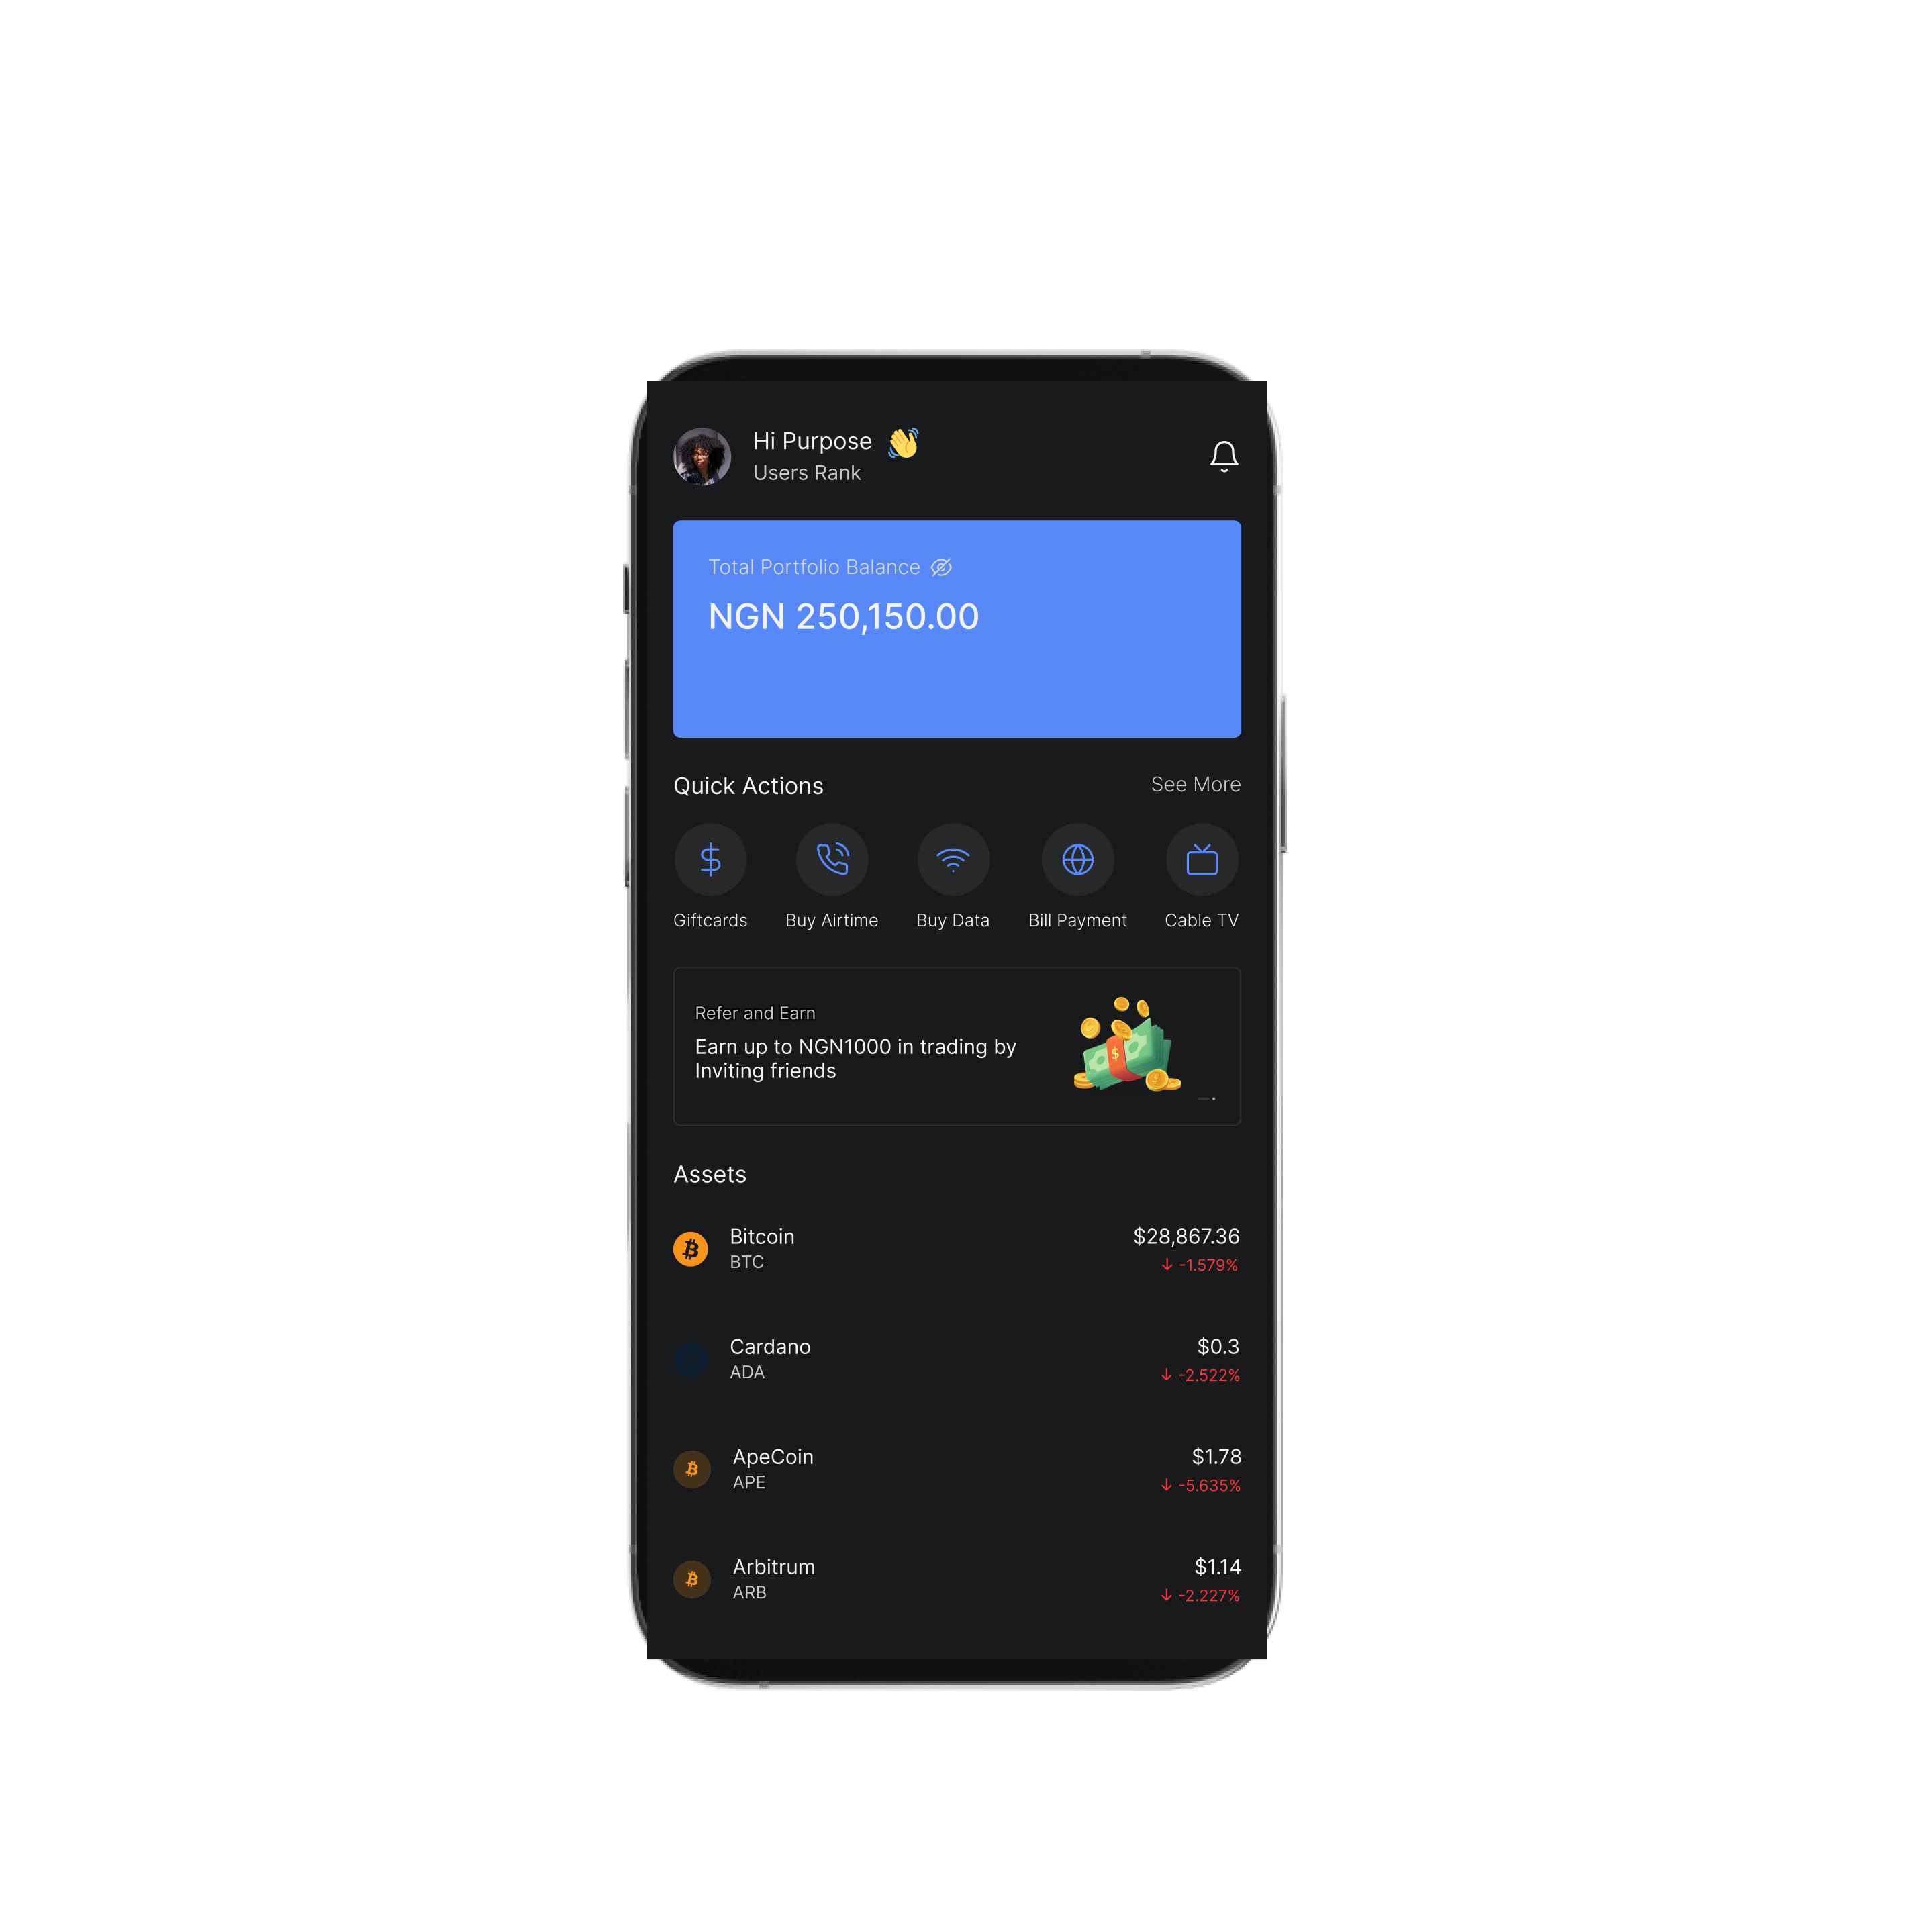 Hi Purpose
Users Rank
Total Portfolio Balance
NGN 250,150.00
Quick Actions
See More
Giftcards
Buy Airtime
Buy Data
Bill Payment
Cable TV
Refer and Earn
Earn up to NGN1000 in trading by
Inviting friends
Assets
Bitcoin
$28,867.36
BTC
-1.579%
Cardano
$0.3
ADA
-2.522%
ApeCoin
$1.78
APE
-5.635%
Arbitrum
$1.14
ARB
-2.227%